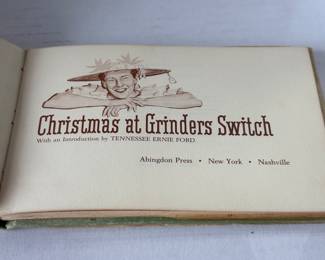 Christmas at Grinders Switch
With an Introduction by TENNESSEE ERNIE FORD
Abingdon Press • New York • Nashville